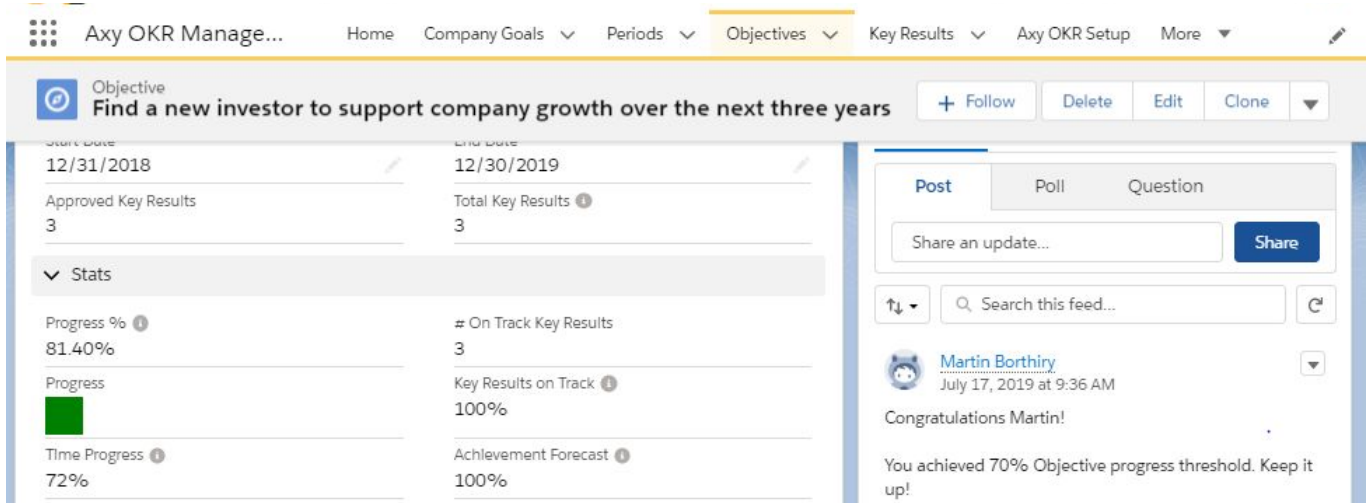 Axy OKR Manage...
Home
Company Goals
Periods
Objectives
Key Results
Axy OKR Setup
More
Objective
Find a new investor to support company growth over the next three years
+ Follow
Delete
Edit
Clone
Start Date
End Date
12/31/2018
12/30/2019
Approved Key Results
Total Key Results
3
3
Stats
Progress %
# On Track Key Results
81.40%
3
Progress
Key Results on Track
100%
Time Progress
Achievement Forecast
72%
100%
Post
Poll
Question
Share an update...
Share
Search this feed...
Martin Borthiry
July 17, 2019 at 9:36 AM
Congratulations Martin!
You achieved 70% Objective progress threshold. Keep it
up!